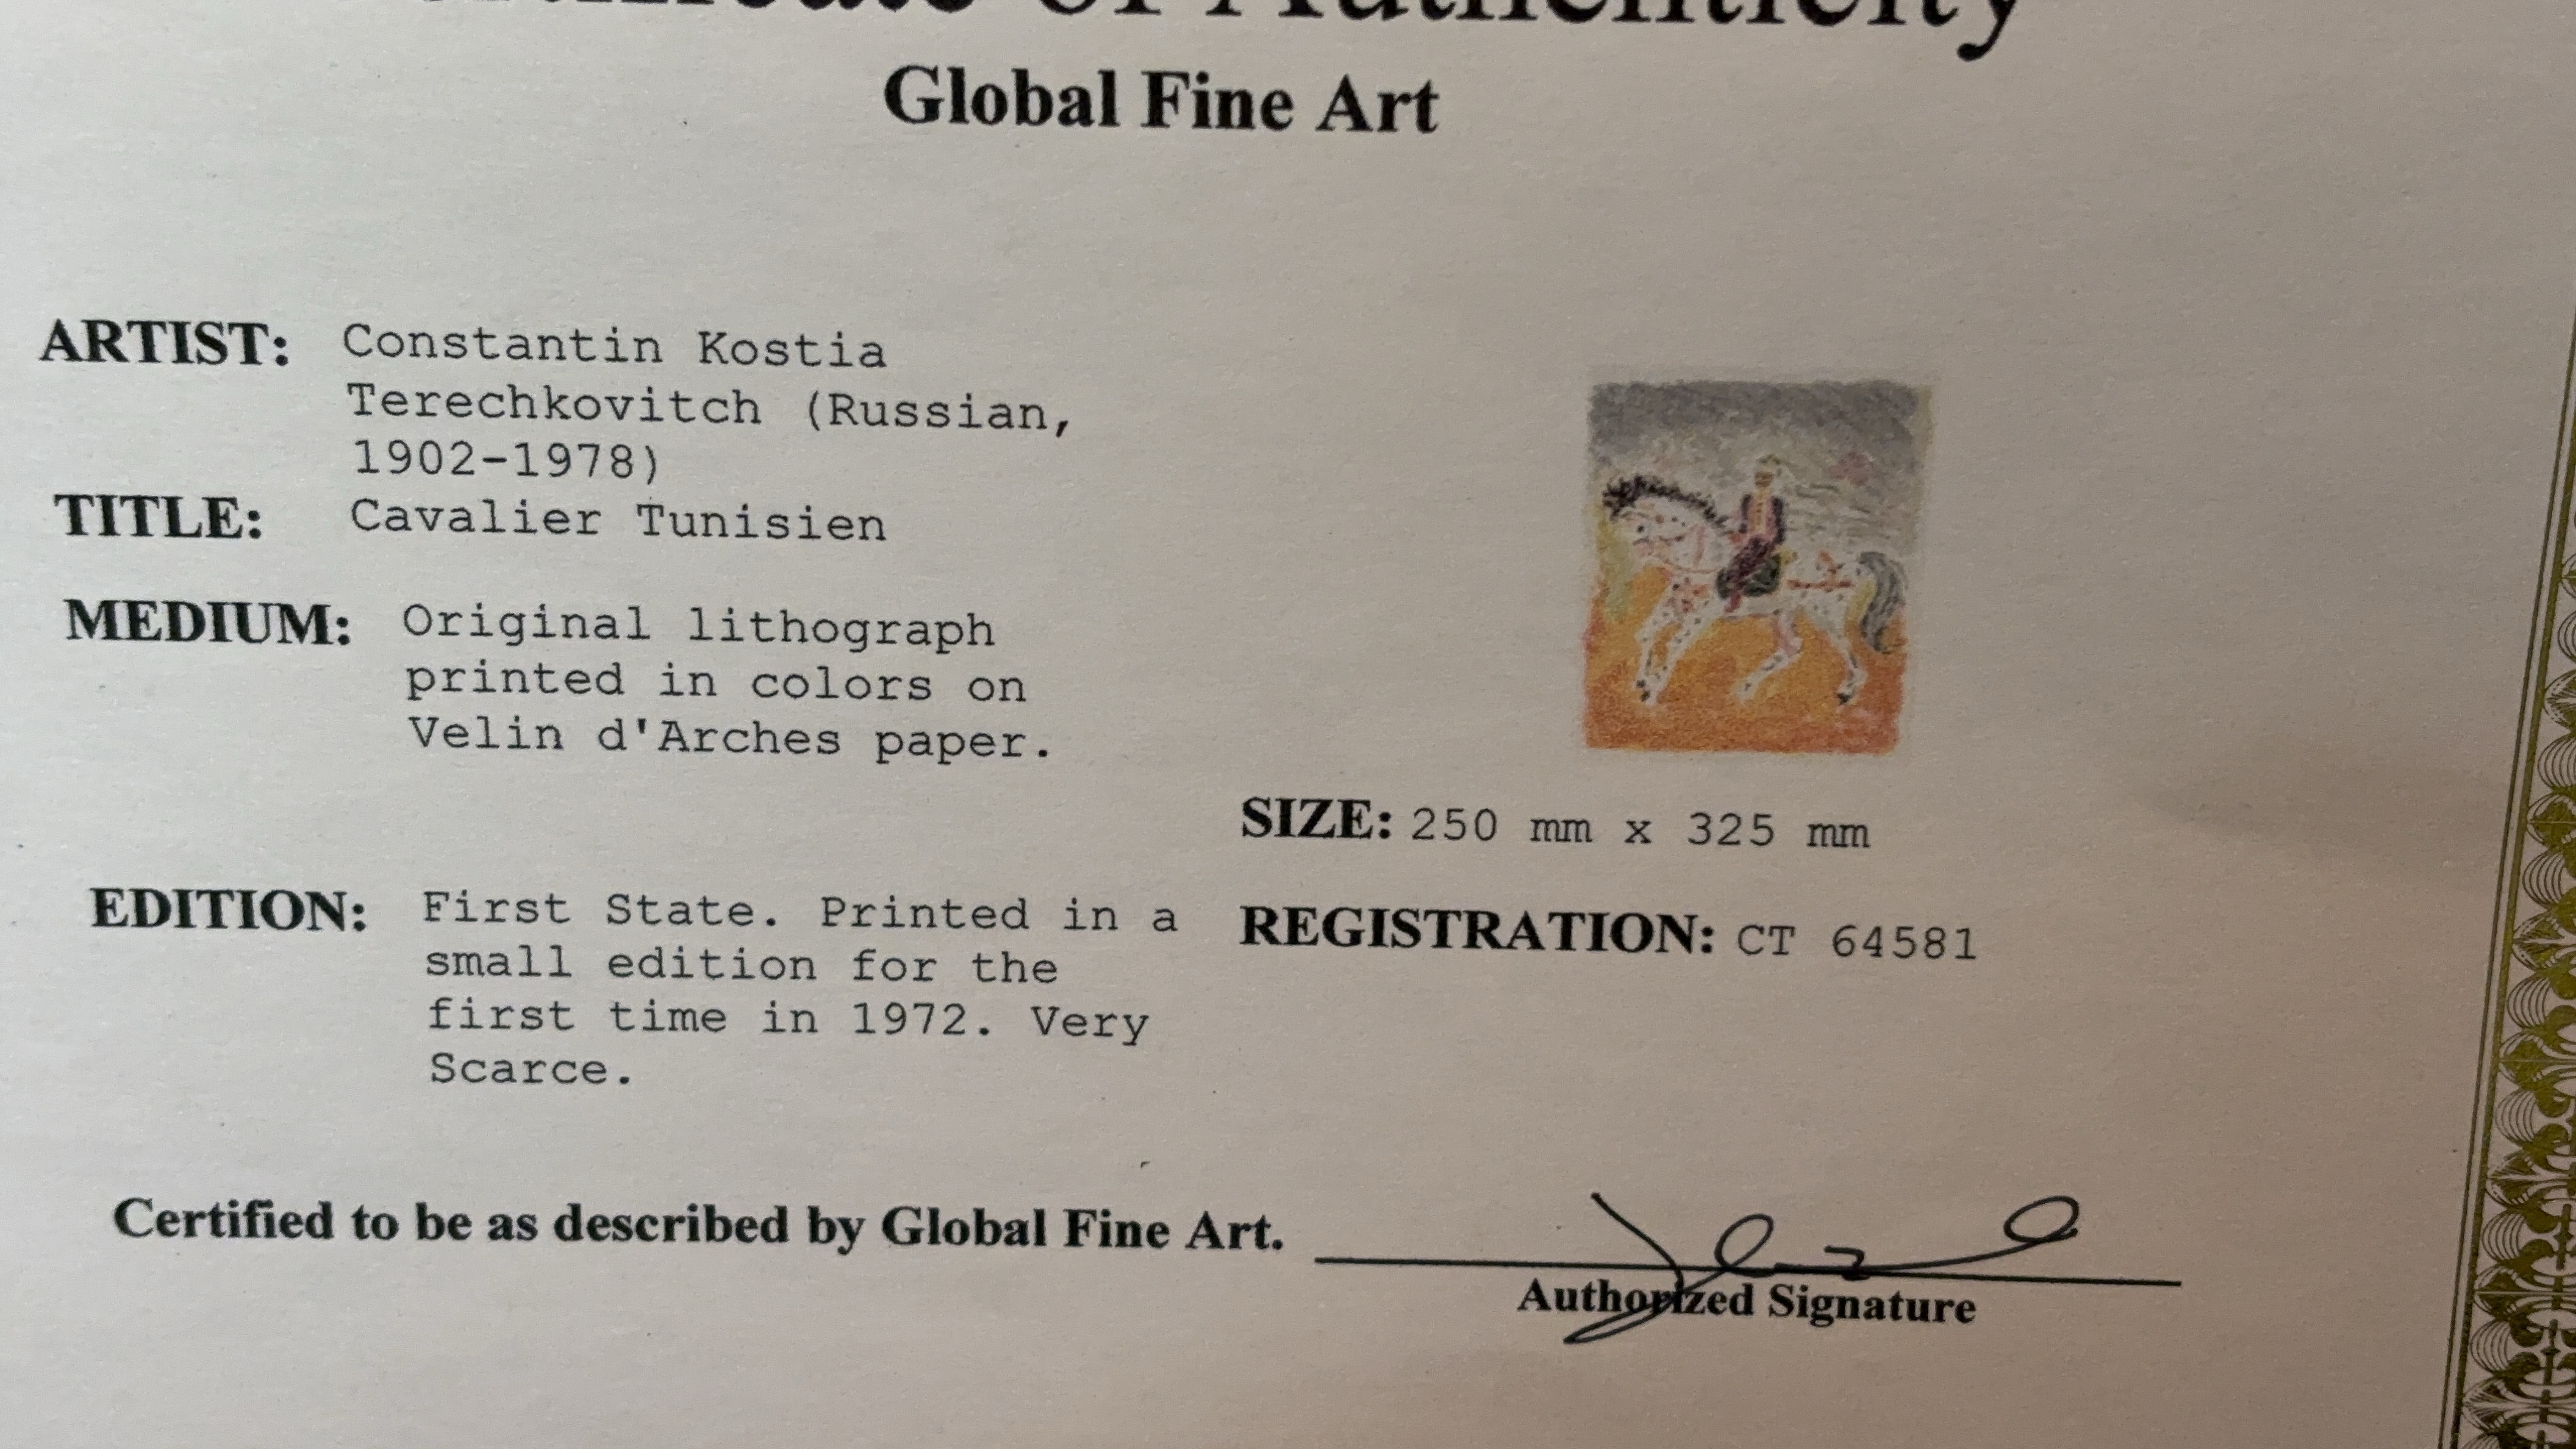 Certificate of Authenticity
Global Fine Art
ARTIST: Constantin Kostia
Terechkovitch (Russian,
1902-1978)
TITLE: Cavalier Tunisien
MEDIUM: Original lithograph
printed in colors on
Velin d'Arches paper.
SIZE: 250 mm x 325 mm
EDITION: First State. Printed in a
small edition for the
first time in 1972. Very
Scarce.
REGISTRATION: CT 64581
Certified to be as described by Global Fine Art.
Authorized Signature